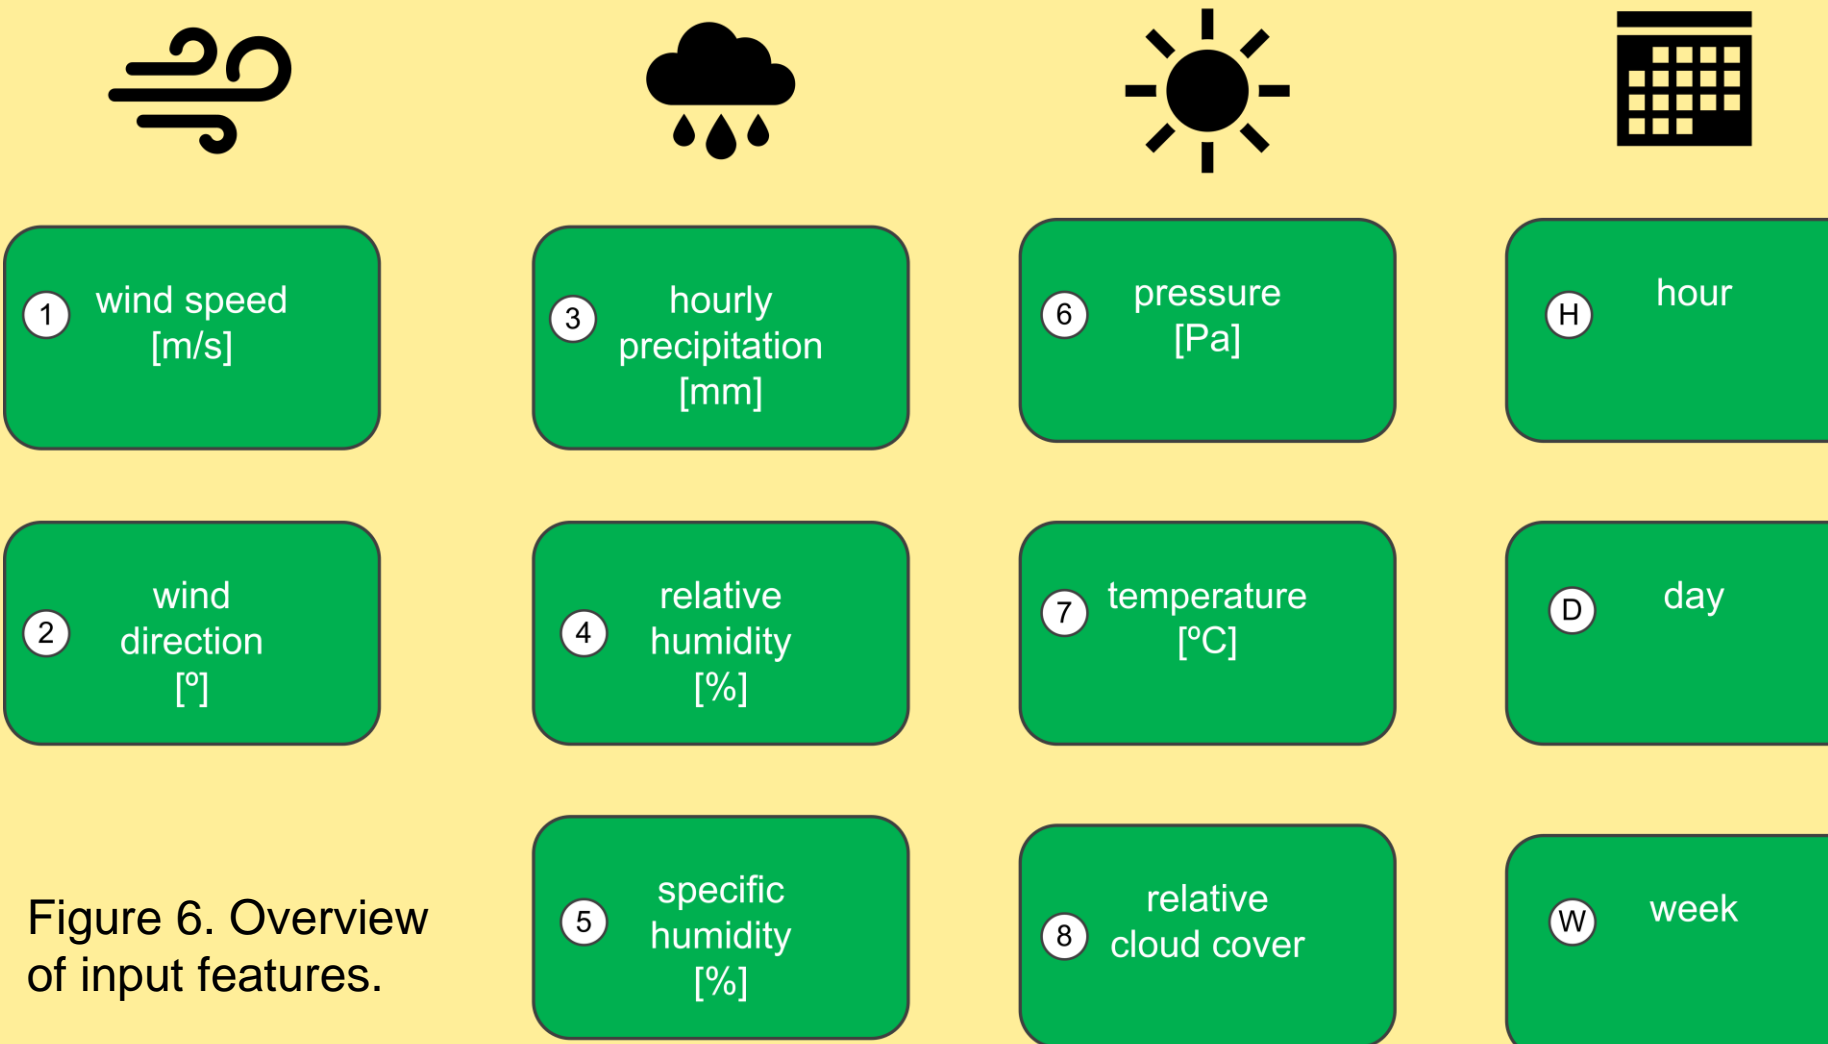 1
wind speed
[m/s]
2
wind
direction
[º]
3
hourly
precipitation
[mm]
4
relative
humidity
[%]
5
specific
humidity
[%]
6
pressure
[Pa]
7
temperature
[ºC]
8
relative
cloud cover
H
hour
D
day
W
week
Figure 6. Overview
of input features.